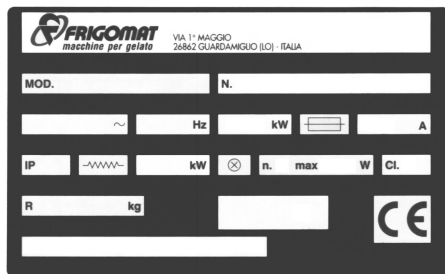 FRIGOMAT
macchine per gelato
VIA 1° MAGGIO
26862 GUARDAMIGLIO (LO) - ITALIA
MOD. N.
~ Hz kW A
IP kW n. max W Cl.
R kg
CE